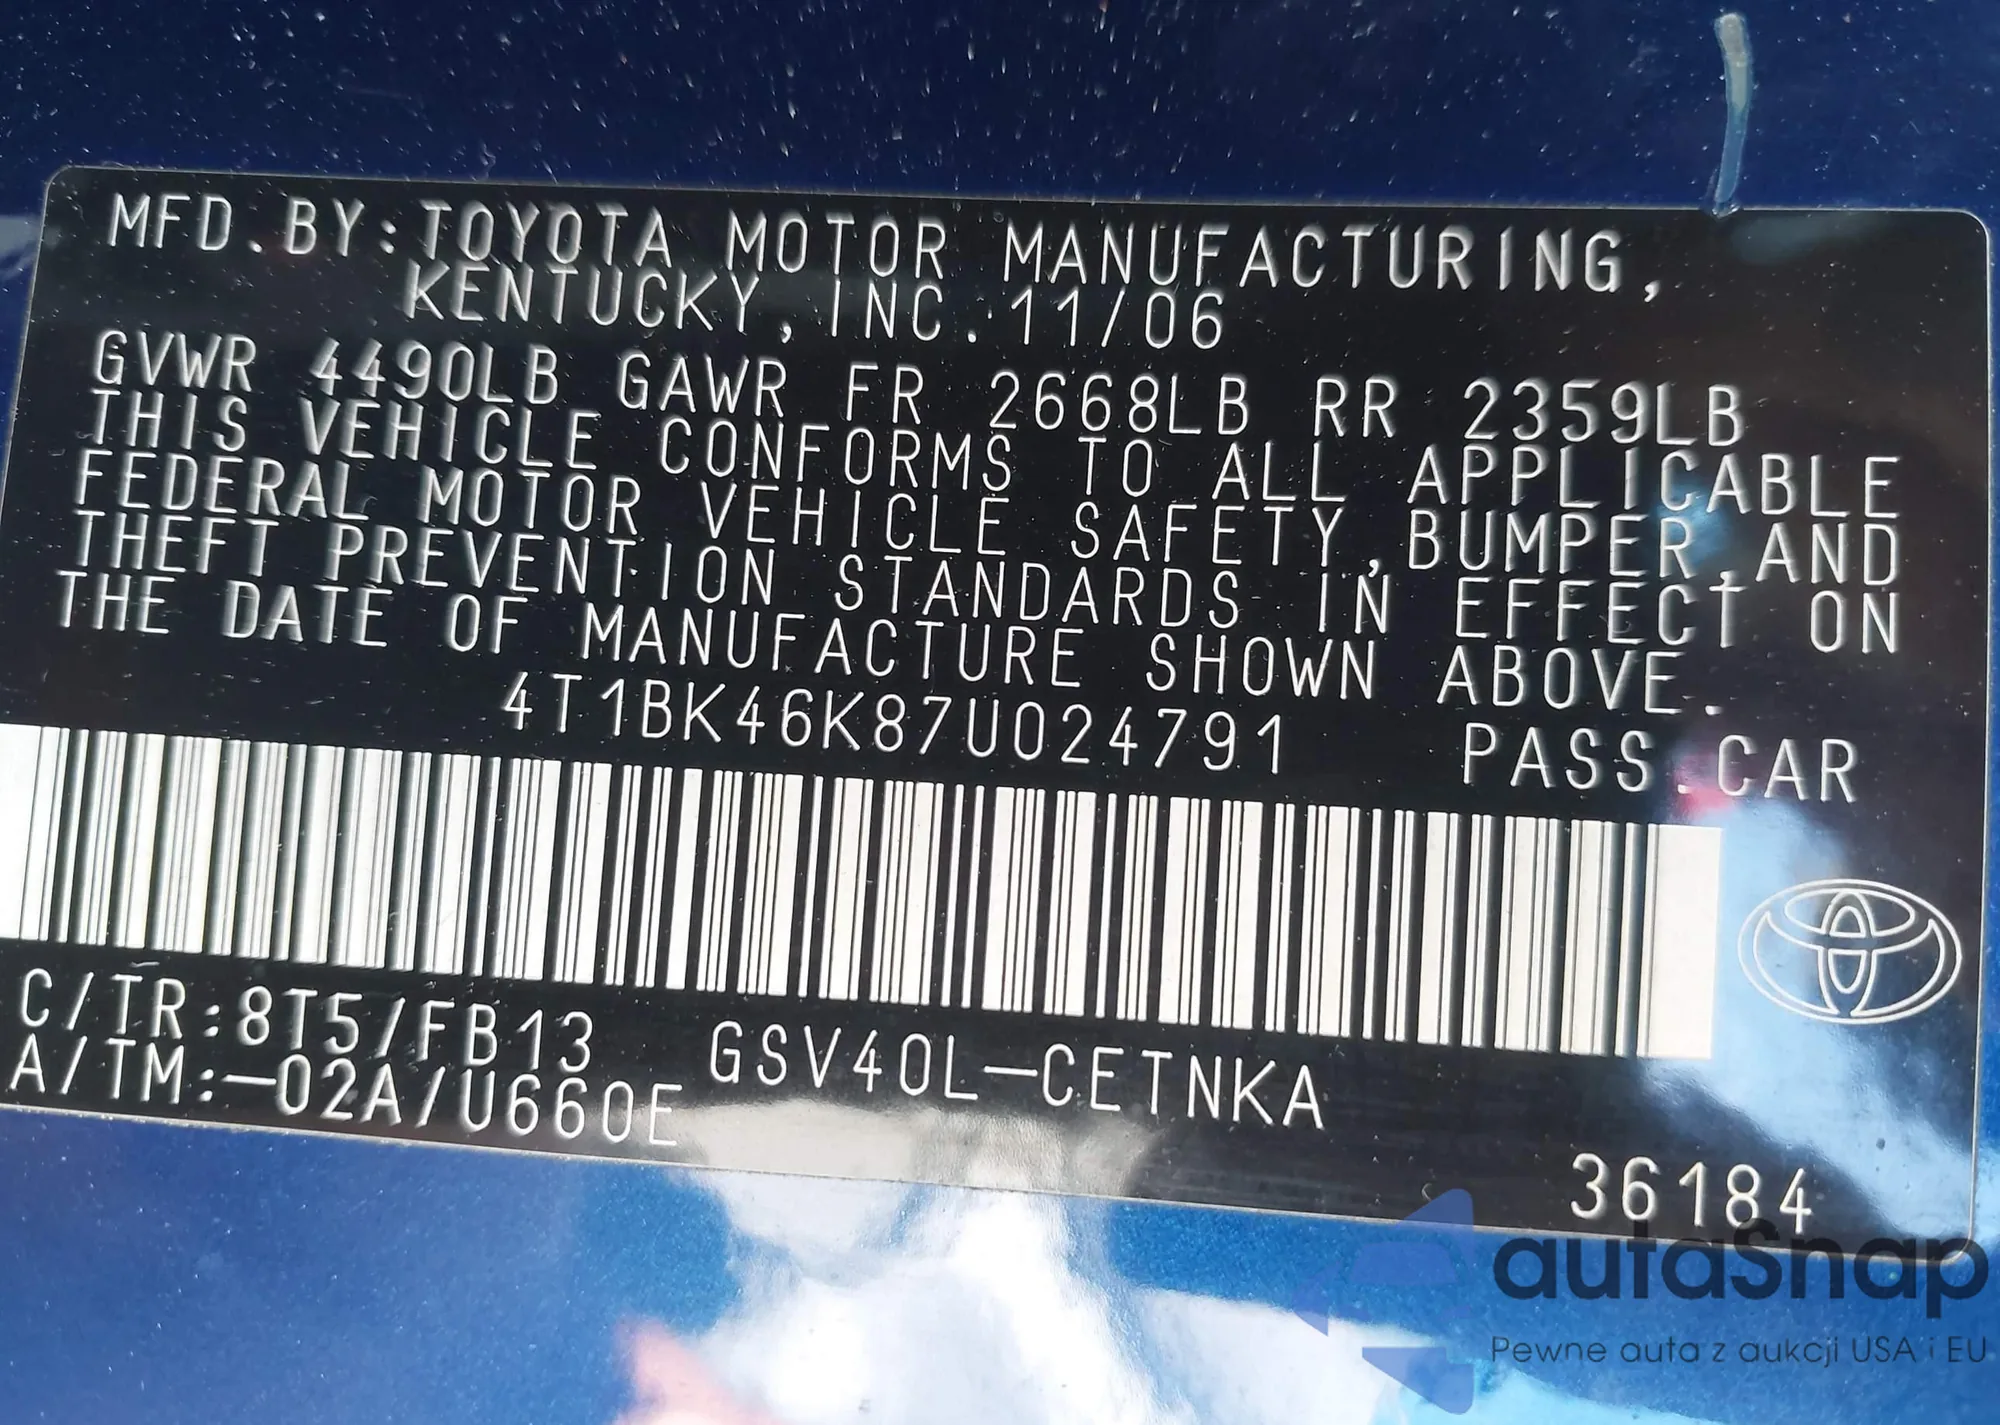 MFD.BY:TOYOTA MOTOR MANUFACTURING,
KENTUCKY, INC. 11/06
GVWR 4490LB GAWR FR 2668LB RR 2359LB
THIS VEHICLE CONFORMS TO ALL APPLICABLE
FEDERAL MOTOR VEHICLE SAFETY,BUMPER,AND
THEFT PREVENTION STANDARDS IN EFFECT ON
THE DATE OF MANUFACTURE SHOWN ABOVE.
4T1BK46K87U024791 PASS.CAR
C/TR:8T5/FB13 GSV40L-CETNKA
A/TM:-02A/U660E
36184
autaSnap
Pewne auta z aukcji USA i EU